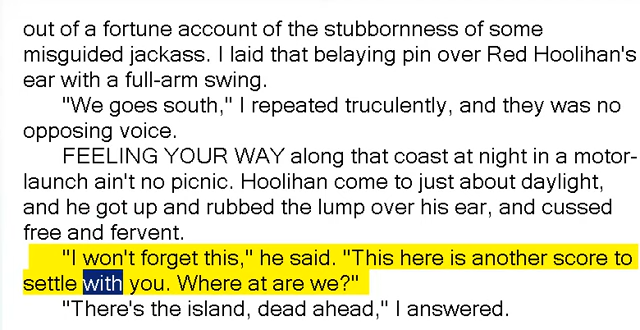 out of a fortune account of the stubbornness of some
misguided jackass. I laid that belaying pin over Red Hoolihan's
ear with a full-arm swing.
"We goes south," I repeated truculently, and they was no
opposing voice.
FEELING YOUR WAY along that coast at night in a motor-
launch ain't no picnic. Hoolihan come to just about daylight,
and he got up and rubbed the lump over his ear, and cussed
free and fervent.
"I won't forget this," he said. "This here is another score to
settle with you. Where at are we?"
"There's the island, dead ahead," I answered.